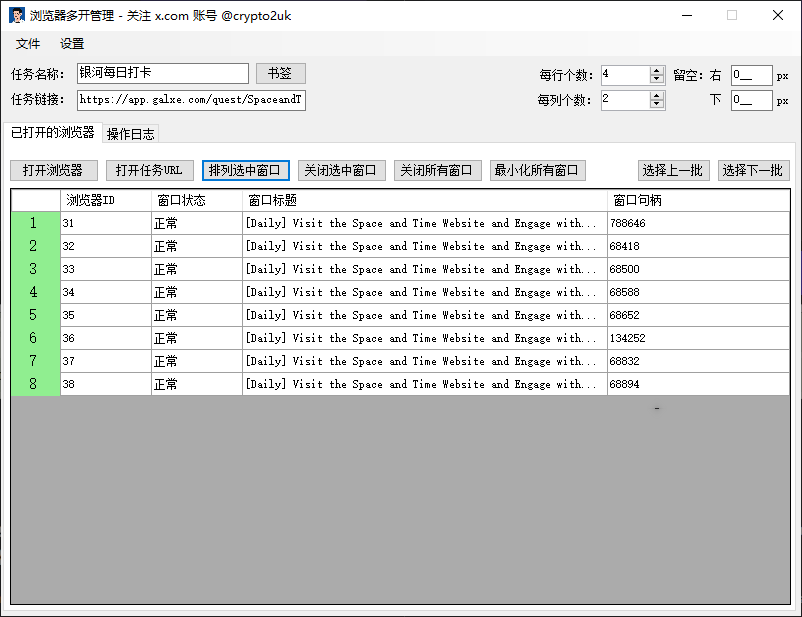 浏览器多开管理 - 关注 x.com 账号 @crypto2uk
文件 设置
任务名称: 银河每日打卡 书签 每行个数: 4 留空: 右 0__ px
任务链接: https://app.galxe.com/quest/SpaceandT 每列个数: 2 下 0__ px
已打开的浏览器 操作日志
打开浏览器 打开任务URL 排列选中窗口 关闭选中窗口 关闭所有窗口 最小化所有窗口 选择上一批 选择下一批
浏览器ID 窗口状态 窗口标题 窗口句柄
1 31 正常 [Daily] Visit the Space and Time Website and Engage with... 788646
2 32 正常 [Daily] Visit the Space and Time Website and Engage with... 68418
3 33 正常 [Daily] Visit the Space and Time Website and Engage with... 68500
4 34 正常 [Daily] Visit the Space and Time Website and Engage with... 68588
5 35 正常 [Daily] Visit the Space and Time Website and Engage with... 68652
6 36 正常 [Daily] Visit the Space and Time Website and Engage with... 134252
7 37 正常 [Daily] Visit the Space and Time Website and Engage with... 68832
8 38 正常 [Daily] Visit the Space and Time Website and Engage with... 68894